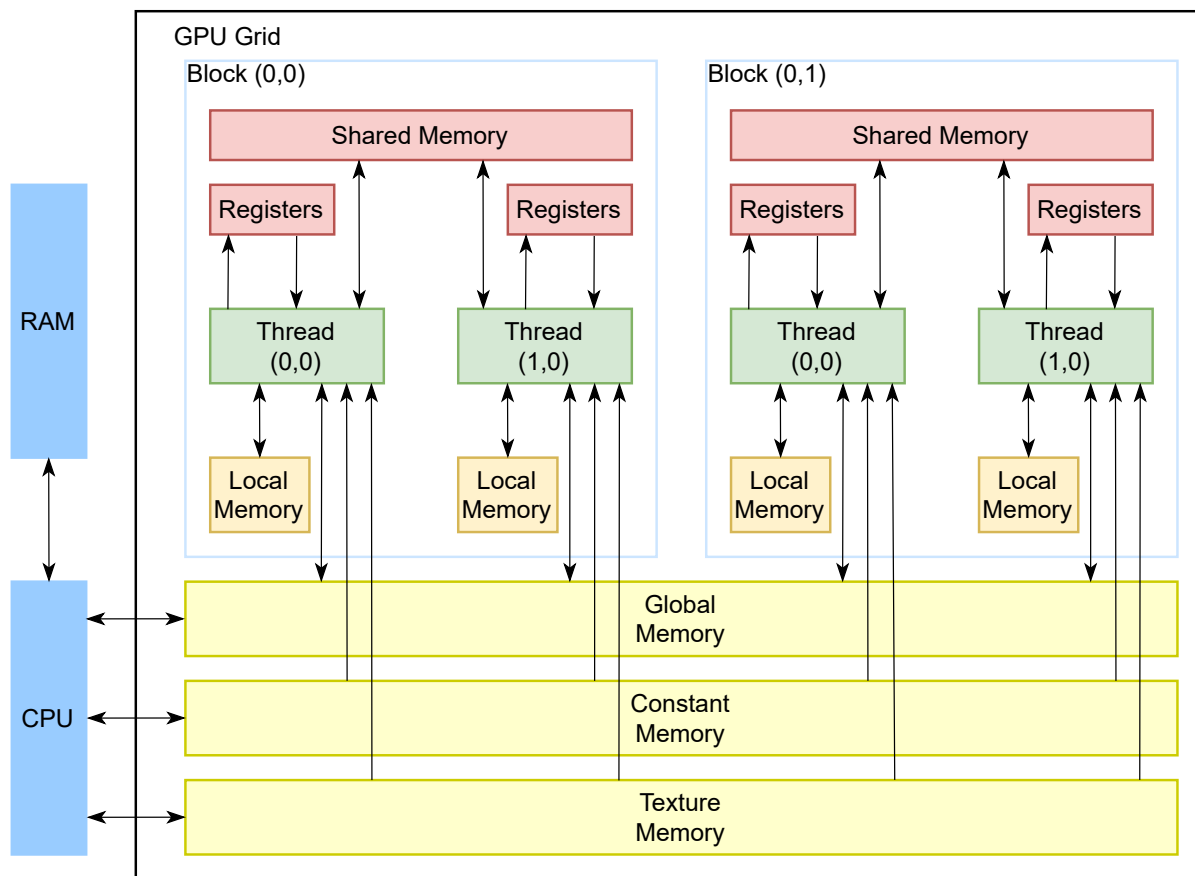 GPU Grid
Block (0,0)
Block (0,1)
Shared Memory
Shared Memory
Registers
Registers
Registers
Registers
RAM
Thread
(0,0)
Thread
(1,0)
Thread
(0,0)
Thread
(1,0)
Local
Memory
Local
Memory
Local
Memory
Local
Memory
CPU
Global
Memory
Constant
Memory
Texture
Memory